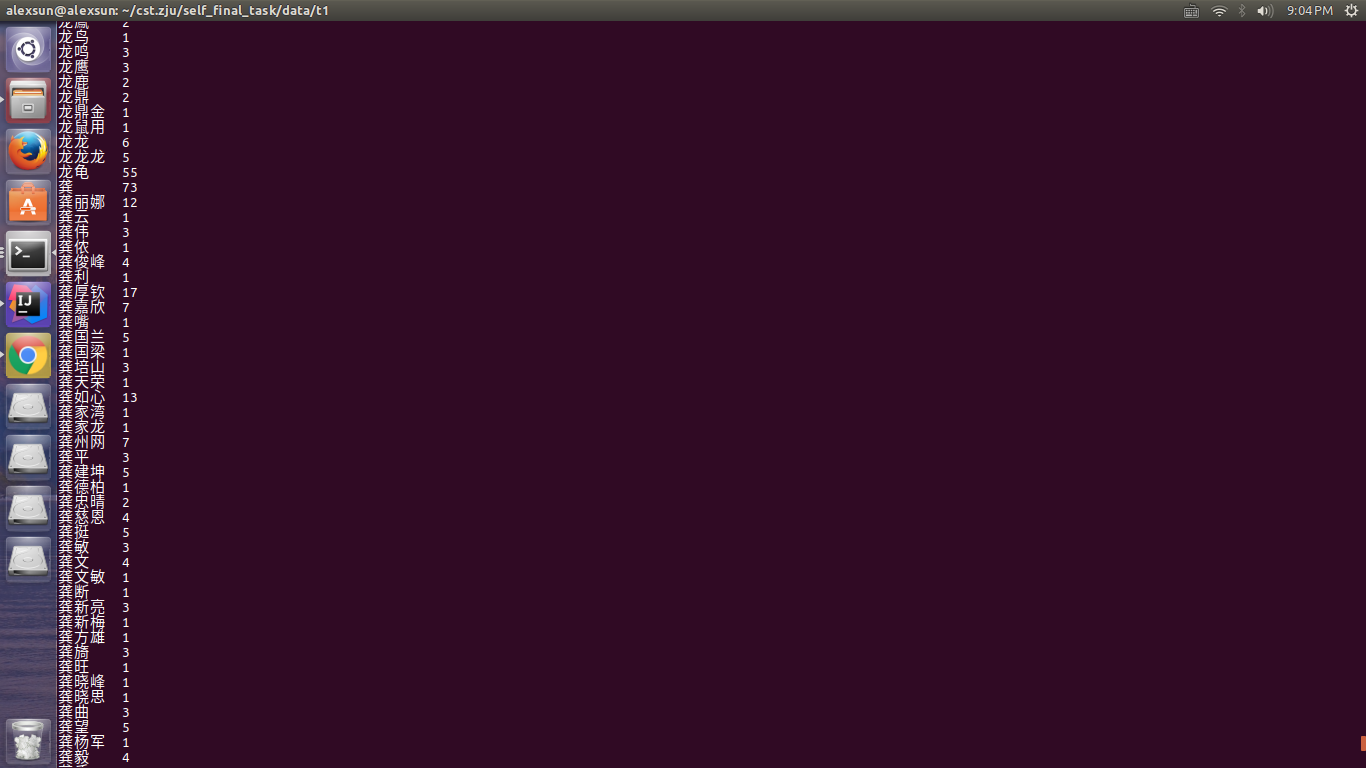 alexsun@alexsun: ~/cst.zju/self_final_task/data/t1
9:04 PM
龙凤 2
龙鸟 1
龙鸣 3
龙鹰 3
龙鹿 2
龙鼎 2
龙鼎金 1
龙鼠用 1
龙龙 6
龙龙龙 5
龙龟 55
龚 73
龚丽娜 12
龚云 1
龚伟 3
龚侬 1
龚俊峰 4
龚利 1
龚厚钦 17
龚嘉欣 7
龚嘴 1
龚国兰 5
龚国梁 1
龚培山 3
龚天荣 1
龚如心 13
龚家湾 1
龚家龙 1
龚州网 7
龚平 3
龚建坤 5
龚德柏 1
龚忠晴 2
龚慈恩 4
龚挺 5
龚敏 3
龚文 4
龚文敏 1
龚断 1
龚新亮 3
龚新梅 1
龚方雄 1
龚旖 3
龚旺 1
龚晓峰 1
龚晓思 1
龚曲 3
龚望 5
龚杨军 1
龚毅 4